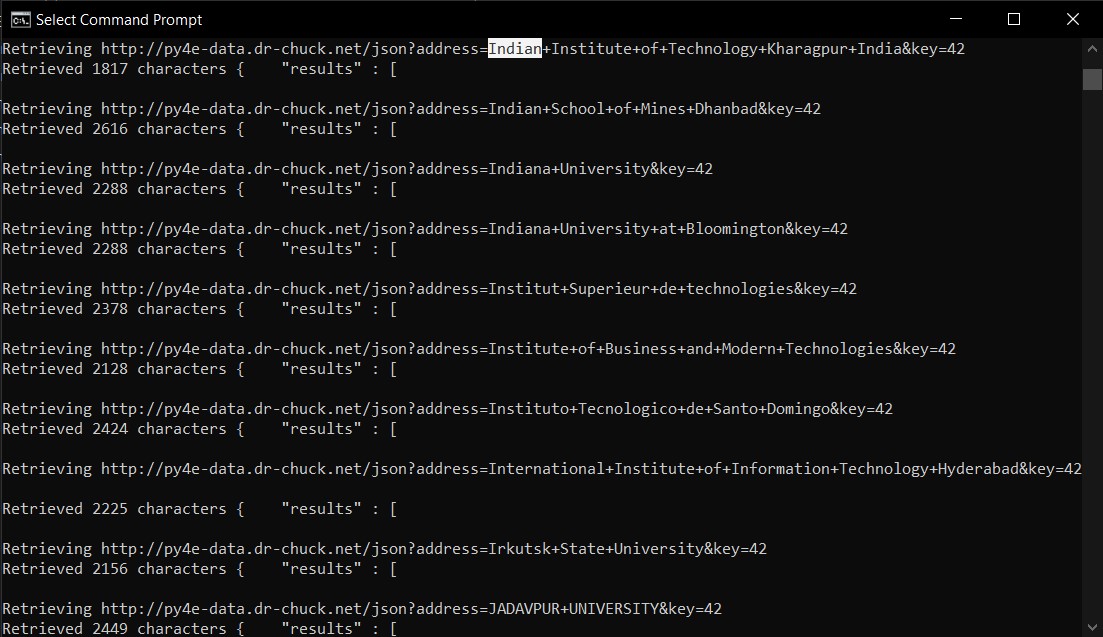 Select Command Prompt
Retrieving http://py4e-data.dr-chuck.net/json?address=Indian+Institute+of+Technology+Kharagpur+India&key=42
Retrieved 1817 characters {    "results" : [
Retrieving http://py4e-data.dr-chuck.net/json?address=Indian+School+of+Mines+Dhanbad&key=42
Retrieved 2616 characters {    "results" : [
Retrieving http://py4e-data.dr-chuck.net/json?address=Indiana+University&key=42
Retrieved 2288 characters {    "results" : [
Retrieving http://py4e-data.dr-chuck.net/json?address=Indiana+University+at+Bloomington&key=42
Retrieved 2288 characters {    "results" : [
Retrieving http://py4e-data.dr-chuck.net/json?address=Institut+Superieur+de+technologies&key=42
Retrieved 2378 characters {    "results" : [
Retrieving http://py4e-data.dr-chuck.net/json?address=Institute+of+Business+and+Modern+Technologies&key=42
Retrieved 2128 characters {    "results" : [
Retrieving http://py4e-data.dr-chuck.net/json?address=Instituto+Tecnologico+de+Santo+Domingo&key=42
Retrieved 2424 characters {    "results" : [
Retrieving http://py4e-data.dr-chuck.net/json?address=International+Institute+of+Information+Technology+Hyderabad&key=42
Retrieved 2225 characters {    "results" : [
Retrieving http://py4e-data.dr-chuck.net/json?address=Irkutsk+State+University&key=42
Retrieved 2156 characters {    "results" : [
Retrieving http://py4e-data.dr-chuck.net/json?address=JADAVPUR+UNIVERSITY&key=42
Retrieved 2449 characters {    "results" : [